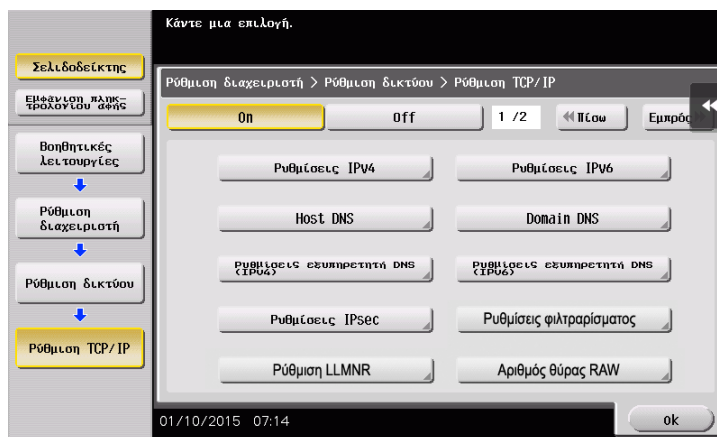 Κάντε μια επιλογή.
Σελιδοδείκτης
Εμφάνιση πληκ-
τρολογίου αφής
Βοηθητικές
λειτουργίες
Ρύθμιση
διαχειριστή
Ρύθμιση δικτύου
Ρύθμιση TCP/IP
Ρύθμιση διαχειριστή > Ρύθμιση δικτύου > Ρύθμιση TCP/IP
On Off 1 /2 Πίσω Εμπρός
Ρυθμίσεις IPv4 Ρυθμίσεις IPv6
Host DNS Domain DNS
Ρυθμίσεις εξυπηρετητή DNS
(IPv4)
Ρυθμίσεις εξυπηρετητή DNS
(IPv6)
Ρυθμίσεις IPsec Ρυθμίσεις φιλτραρίσματος
Ρύθμιση LLMNR Αριθμός θύρας RAW
01/10/2015 07:14 ok